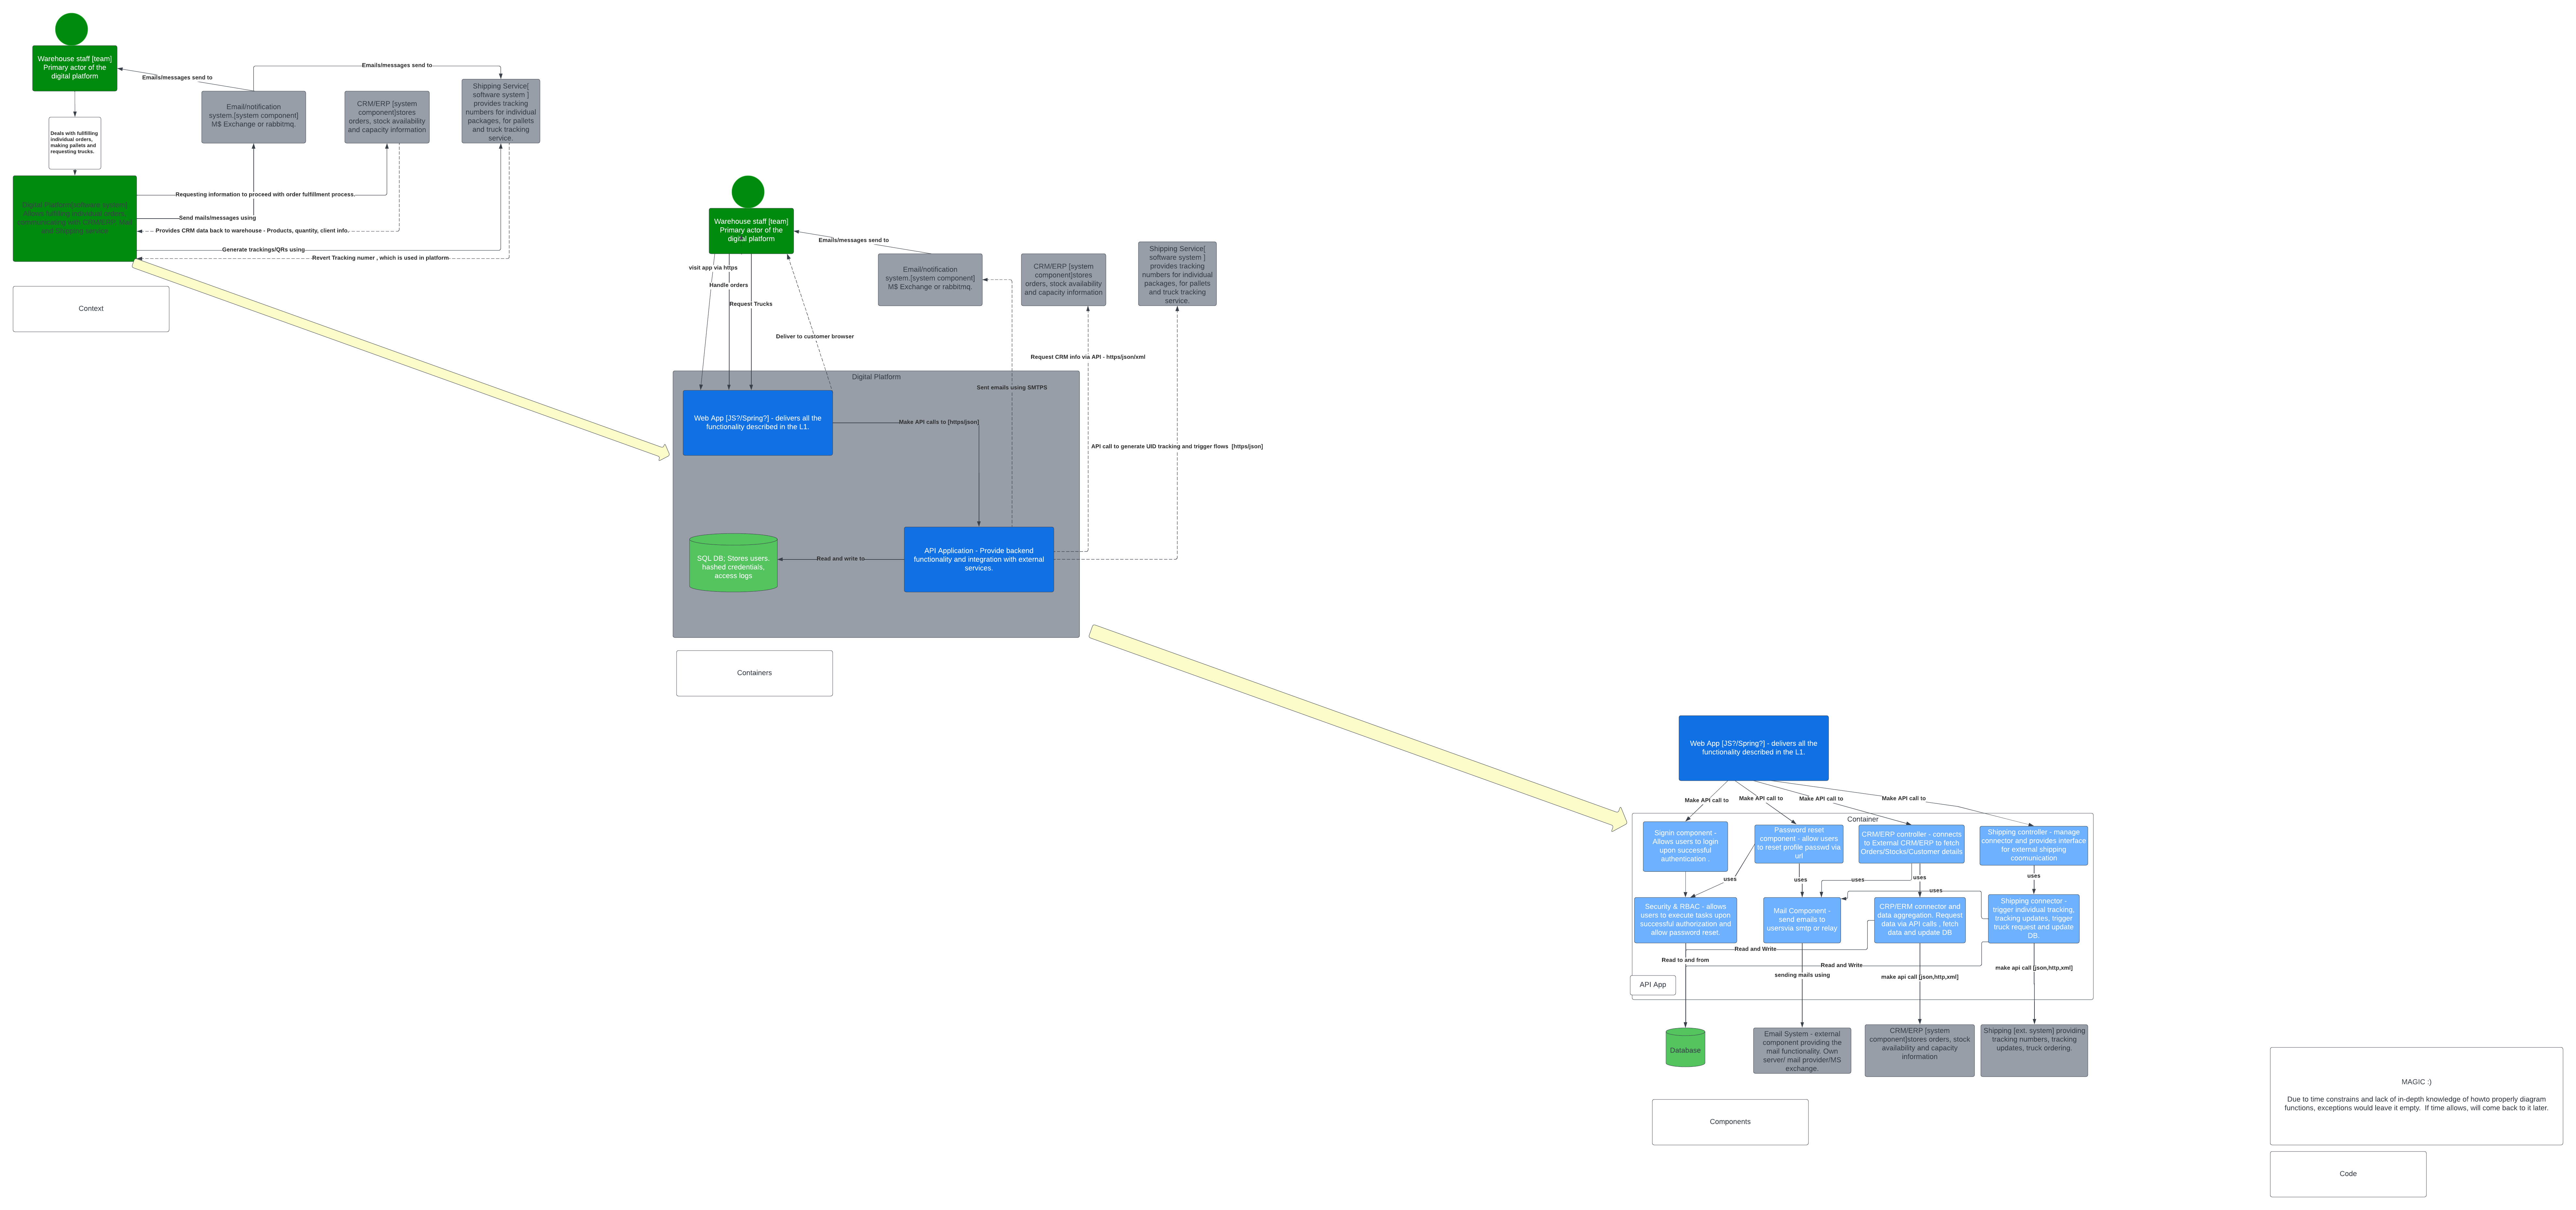 Warehouse staff [team]
Primary actor of the
digital platform
Emails/messages send to
Emails/messages send to
Email/notification
system.[system component]
M$ Exchange or rabbitmq.
CRM/ERP [system
component]stores
orders, stock availability
and capacity information
Shipping Service[
software system ]
provides tracking
numbers for individual
packages, for pallets
and truck tracking
service.
Deals with fullfilling
individual orders,
making pallets and
requesting trucks.
Digital Platform[software system]
Allows fulfiling individual orders,
communicating with CRM/ERP, Mail
and Shipping service
Requesting information to proceed with order fulfillment process.
Send mails/messages using
Provides CRM data back to warehouse - Products, quantity, client info.
Generate trackings/QRs using
Revert Tracking numer , which is used in platform
Context
Warehouse staff [team]
Primary actor of the
digital platform
Emails/messages send to
Email/notification
system.[system component]
M$ Exchange or rabbitmq.
CRM/ERP [system
component]stores
orders, stock availability
and capacity information
Shipping Service[
software system ]
provides tracking
numbers for individual
packages, for pallets
and truck tracking
service.
visit app via https
Handle orders
Request Trucks
Deliver to customer browser
Request CRM info via API - https/json/xml
Digital Platform
Sent emails using SMTPS
Web App [JS?/Spring?] - delivers all the
functionality described in the L1.
Make API calls to [https/json]
API call to generate UID tracking and trigger flows  [https/json]
SQL DB; Stores users.
hashed credentials,
access logs
Read and write to
API Application - Provide backend
functionality and integration with external
services.
Containers
Web App [JS?/Spring?] - delivers all the
functionality described in the L1.
Make API call to
Make API call to
Make API call to
Make API call to
Container
Signin component -
Allows users to login
upon successful
authentication .
Password reset
component - allow users
to reset profile passwd via
url
CRM/ERP controller - connects
to External CRM/ERP to fetch
Orders/Stocks/Customer details
Shipping controller - manage
connector and provides interface
for external shipping
coomunication
uses
uses
uses
uses
uses
uses
Security & RBAC - allows
users to execute tasks upon
successful authorization and
allow password reset.
Mail Component -
send emails to
usersvia smtp or relay
CRP/ERM connector and
data aggregation. Request
data via API calls , fetch
data and update DB
Shipping connector -
trigger individual tracking,
tracking updates, trigger
truck request and update
DB.
Read and Write
Read to and from
Read and Write
sending mails using
make api call [json,http,xml]
make api call [json,http,xml]
API App
Database
Email System - external
component providing the
mail functionality. Own
server/ mail provider/MS
exchange.
CRM/ERP [system
component]stores orders, stock
availability and capacity
information
Shipping [ext. system] providing
tracking numbers, tracking
updates, truck ordering.
Components
MAGIC :)
Due to time constrains and lack of in-depth knowledge of howto properly diagram
functions, exceptions would leave it empty.  If time allows, will come back to it later.
Code